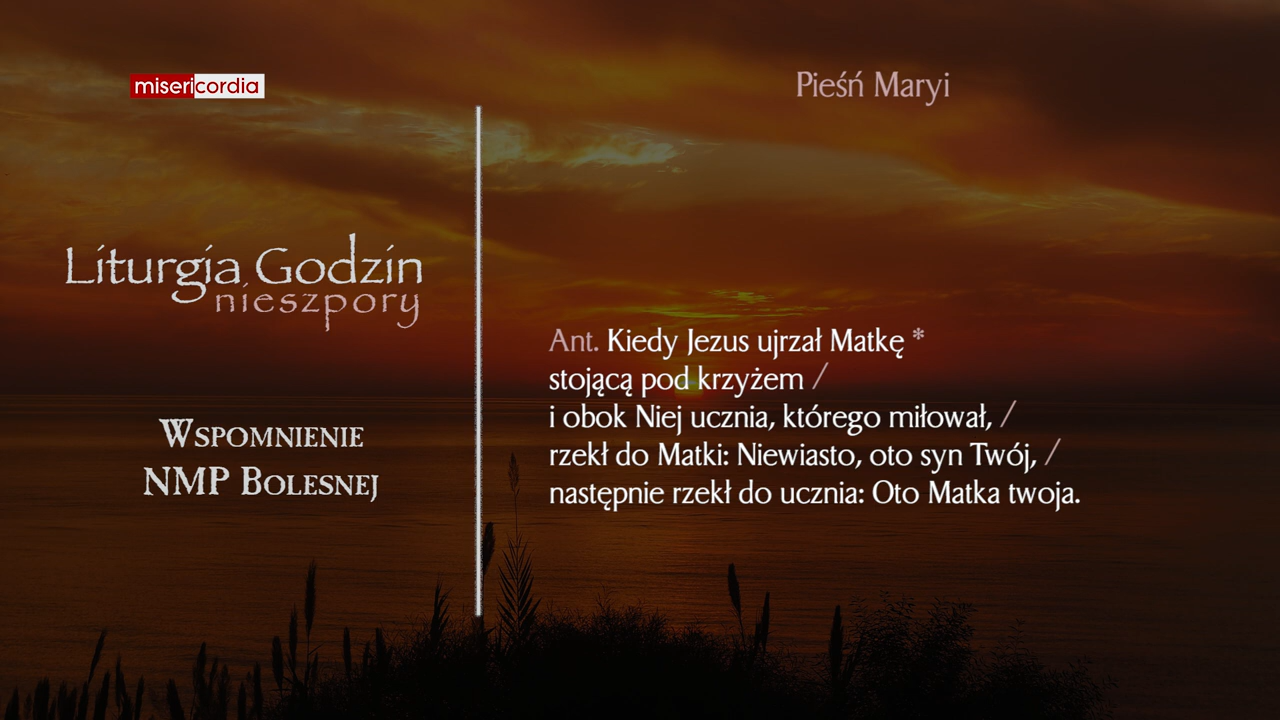 misericordia
Pieśń Maryi
Liturgia Godzin
nieszpory
Wspomnienie
NMP Bolesnej
Ant. Kiedy Jezus ujrzał Matkę *
stojącą pod krzyżem /
i obok Niej ucznia, którego miłował, /
rzekł do Matki: Niewiasto, oto syn Twój, /
następnie rzekł do ucznia: Oto Matka twoja.